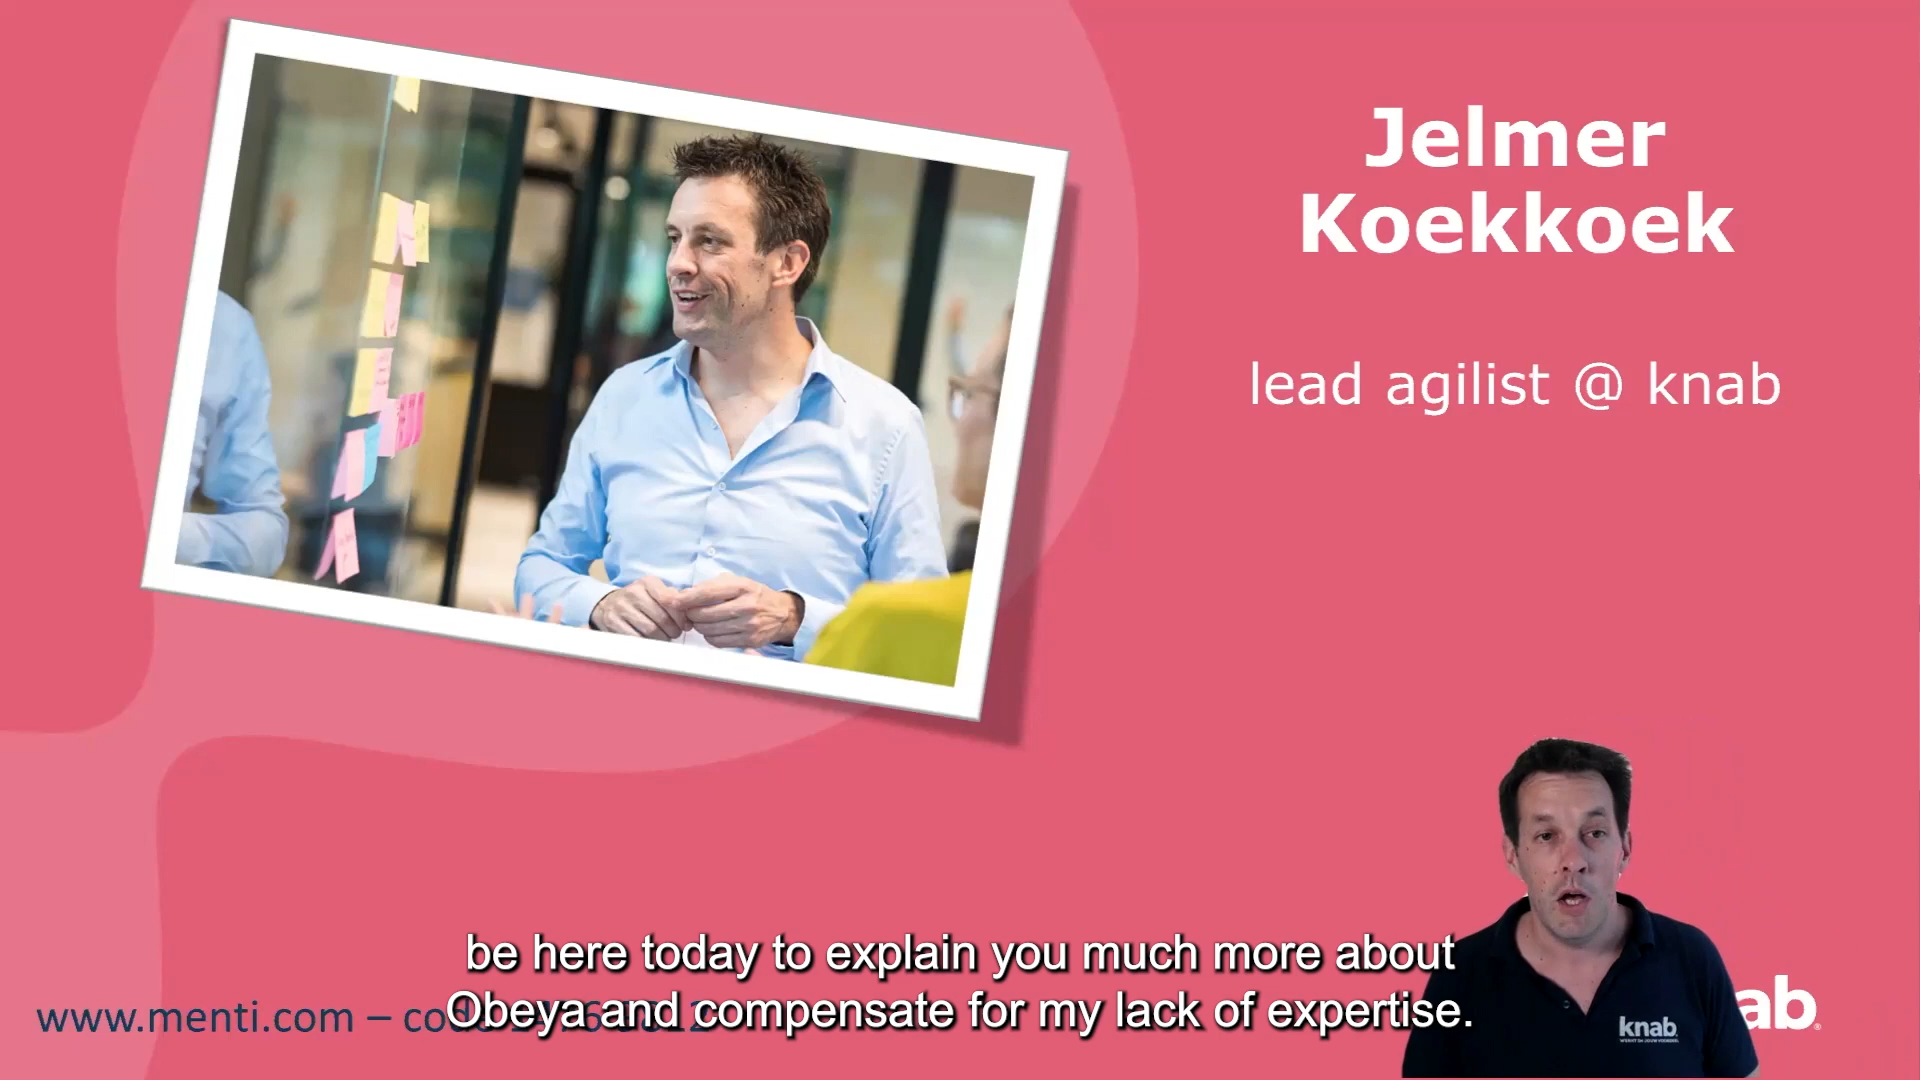 Jelmer
Koekkoek
lead agilist @ knab
be here today to explain you much more about
Obeya and compensate for my lack of expertise.
www.menti.com –
knab
ab